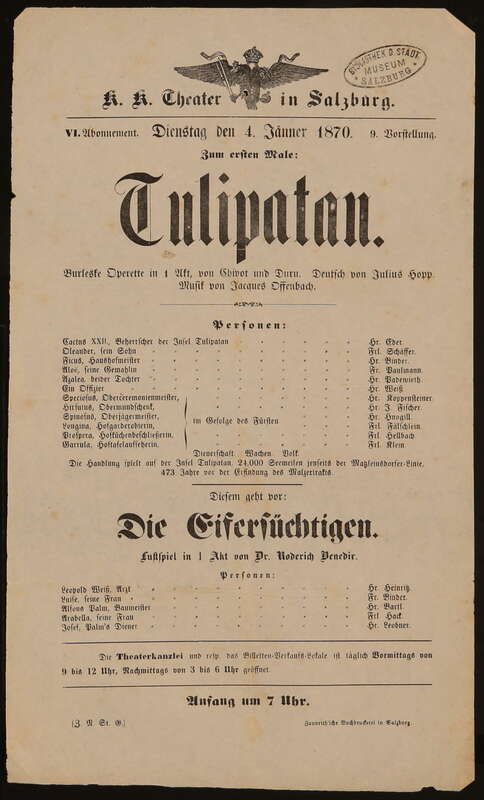 BIBLIOTHEK D. STADT.
MUSEUM
SALZBURG
K. K. Theater in Salzburg.
VI. Abonnement. Dienstag den 4. Jänner 1870. 9. Vorstellung.
Zum ersten Male:
Tulipatan.
Burleske Operette in 1 Akt, von Chivot und Duru. Deutsch von Julius Hopp.
Musik von Jacques Offenbach.
Personen:
Cactus XXII., Beherrscher der Insel Tulipatan Hr. Eder.
Oleander, sein Sohn Frl. Schäffer.
Ficus, Haushofmeister Hr. Binder.
Aloë, seine Gemahlin Fr. Paulmann.
Azalea, beider Tochter Hr. Badewieth.
Ein Offizier Hr. Weiß
Speciosus, Oberceremonienmeister, Hr. Koppensteiner.
Hirsutus, Obermundschenk, Hr. J. Fischer.
Spinosus, Oberjägermeister, im Gefolge des Fürsten Hr.
Longina, Hofgarderobierin, Frl. Fälschlein
Prospera, Hofküchenbeschließerin, Frl. Hellbach
Garrula, Hoftafelaufseherin, Frl. Klein
Dienerschaft. Wachen. Volk.
Die Handlung spielt auf der Insel Tulipatan, 24,000 Seemeilen jenseits der Matzleinsdorfer-Linie,
473 Jahre vor der Erfindung des Malzextrakts.
Diesem geht vor:
Die Eifersüchtigen.
Lustspiel in 1 Akt von Dr. Roderich Benedix.
Personen:
Leopold Weiß, Arzt Hr. Heinritz.
Luise, seine Frau Fr. Binder.
Alfons Palm, Baumeister Hr. Bartl.
Arabella, seine Frau Frl. Hack.
Josef, Palm's Diener Hr. Leobner.
Die Theaterkanzlei und resp. das Billeten-Verkaufs-Lokale ist täglich Vormittags von
9 bis 12 Uhr, Nachmittags von 3 bis 6 Uhr geöffnet.
Anfang um 7 Uhr.
(Z. R. St. G.) Zaunrith'sche Buchdruckerei in Salzburg.